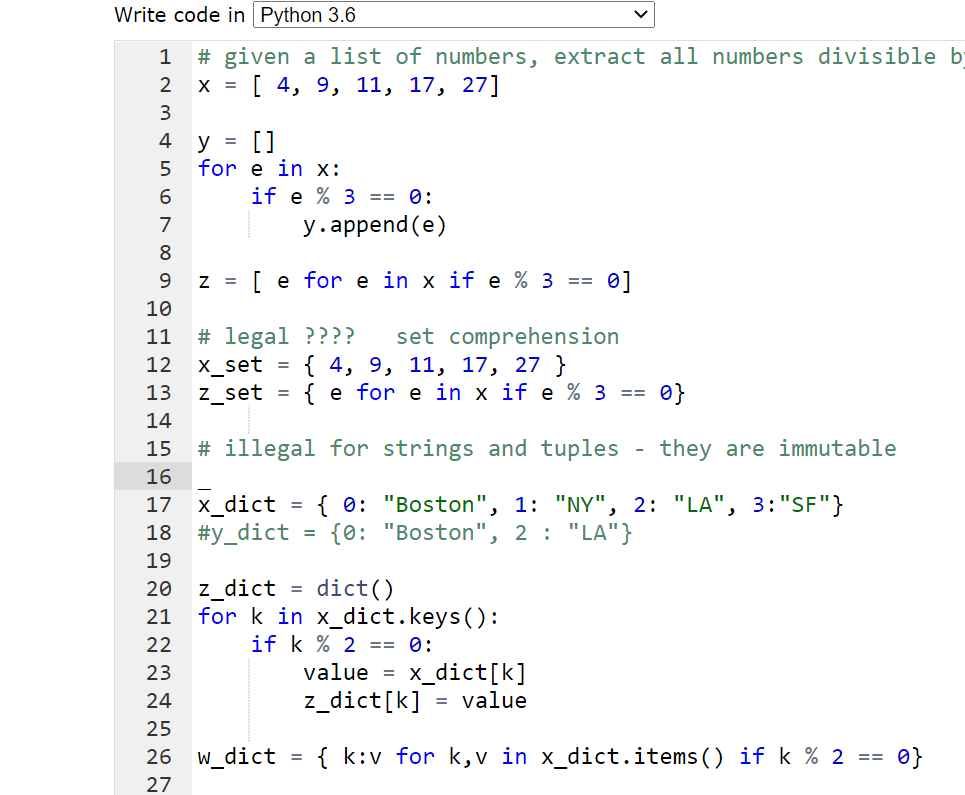 Write code in Python 3.6
1 # given a list of numbers, extract all numbers divisible
2 x = [ 4, 9, 11, 17, 27]
3
4 y = []
5 for e in x:
6     if e % 3 == 0:
7         y.append(e)
8
9 z = [ e for e in x if e % 3 == 0]
10
11 # legal ????   set comprehension
12 x_set = { 4, 9, 11, 17, 27 }
13 z_set = { e for e in x if e % 3 == 0}
14
15 # illegal for strings and tuples - they are immutable
16 _
17 x_dict = { 0: "Boston", 1: "NY", 2: "LA", 3:"SF"}
18 #y_dict = {0: "Boston", 2 : "LA"}
19
20 z_dict = dict()
21 for k in x_dict.keys():
22     if k % 2 == 0:
23         value = x_dict[k]
24         z_dict[k] = value
25
26 w_dict = { k:v for k,v in x_dict.items() if k % 2 == 0}
27